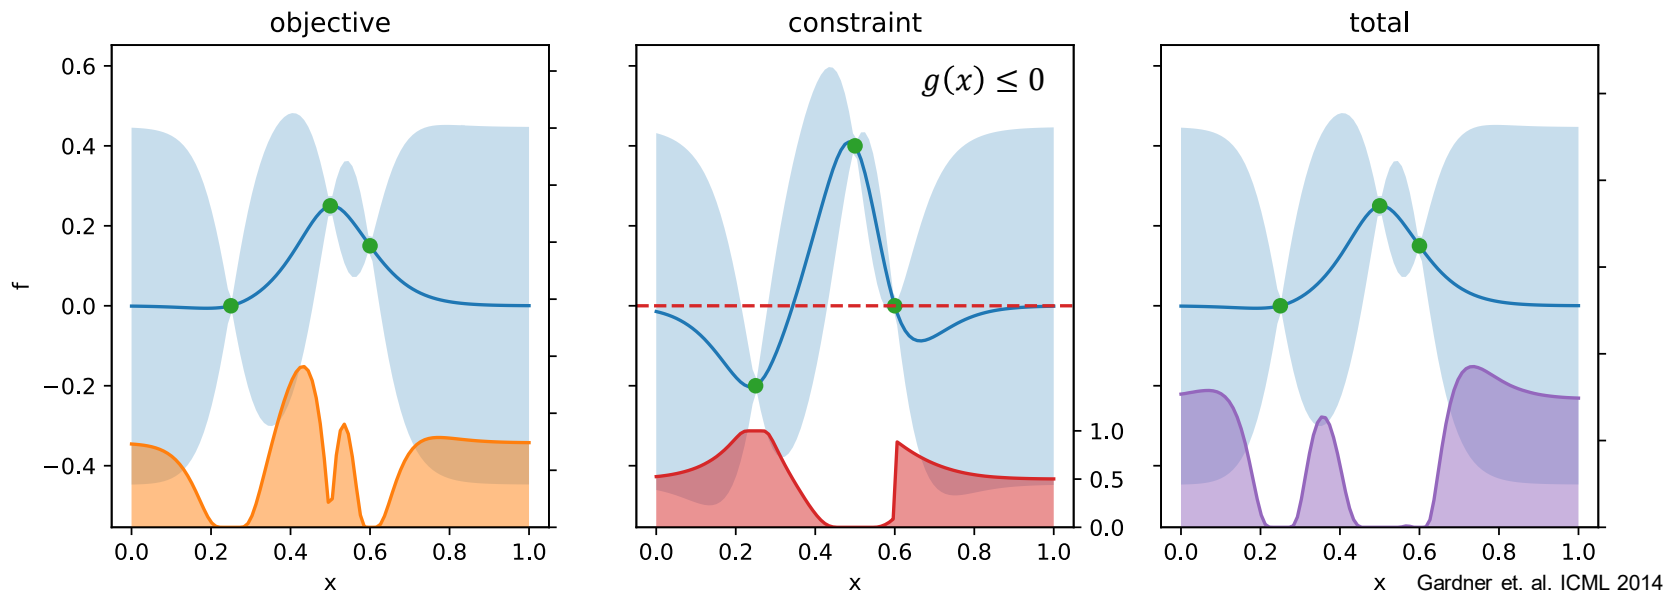 objective
constraint
total
g(x) ≤ 0
f
0.6
0.4
0.2
0.0
−0.2
−0.4
0.0 0.2 0.4 0.6 0.8 1.0
x
1.0
0.5
0.0
0.0 0.2 0.4 0.6 0.8 1.0
x
0.0 0.2 0.4 0.6 0.8 1.0
x
Gardner et. al. ICML 2014